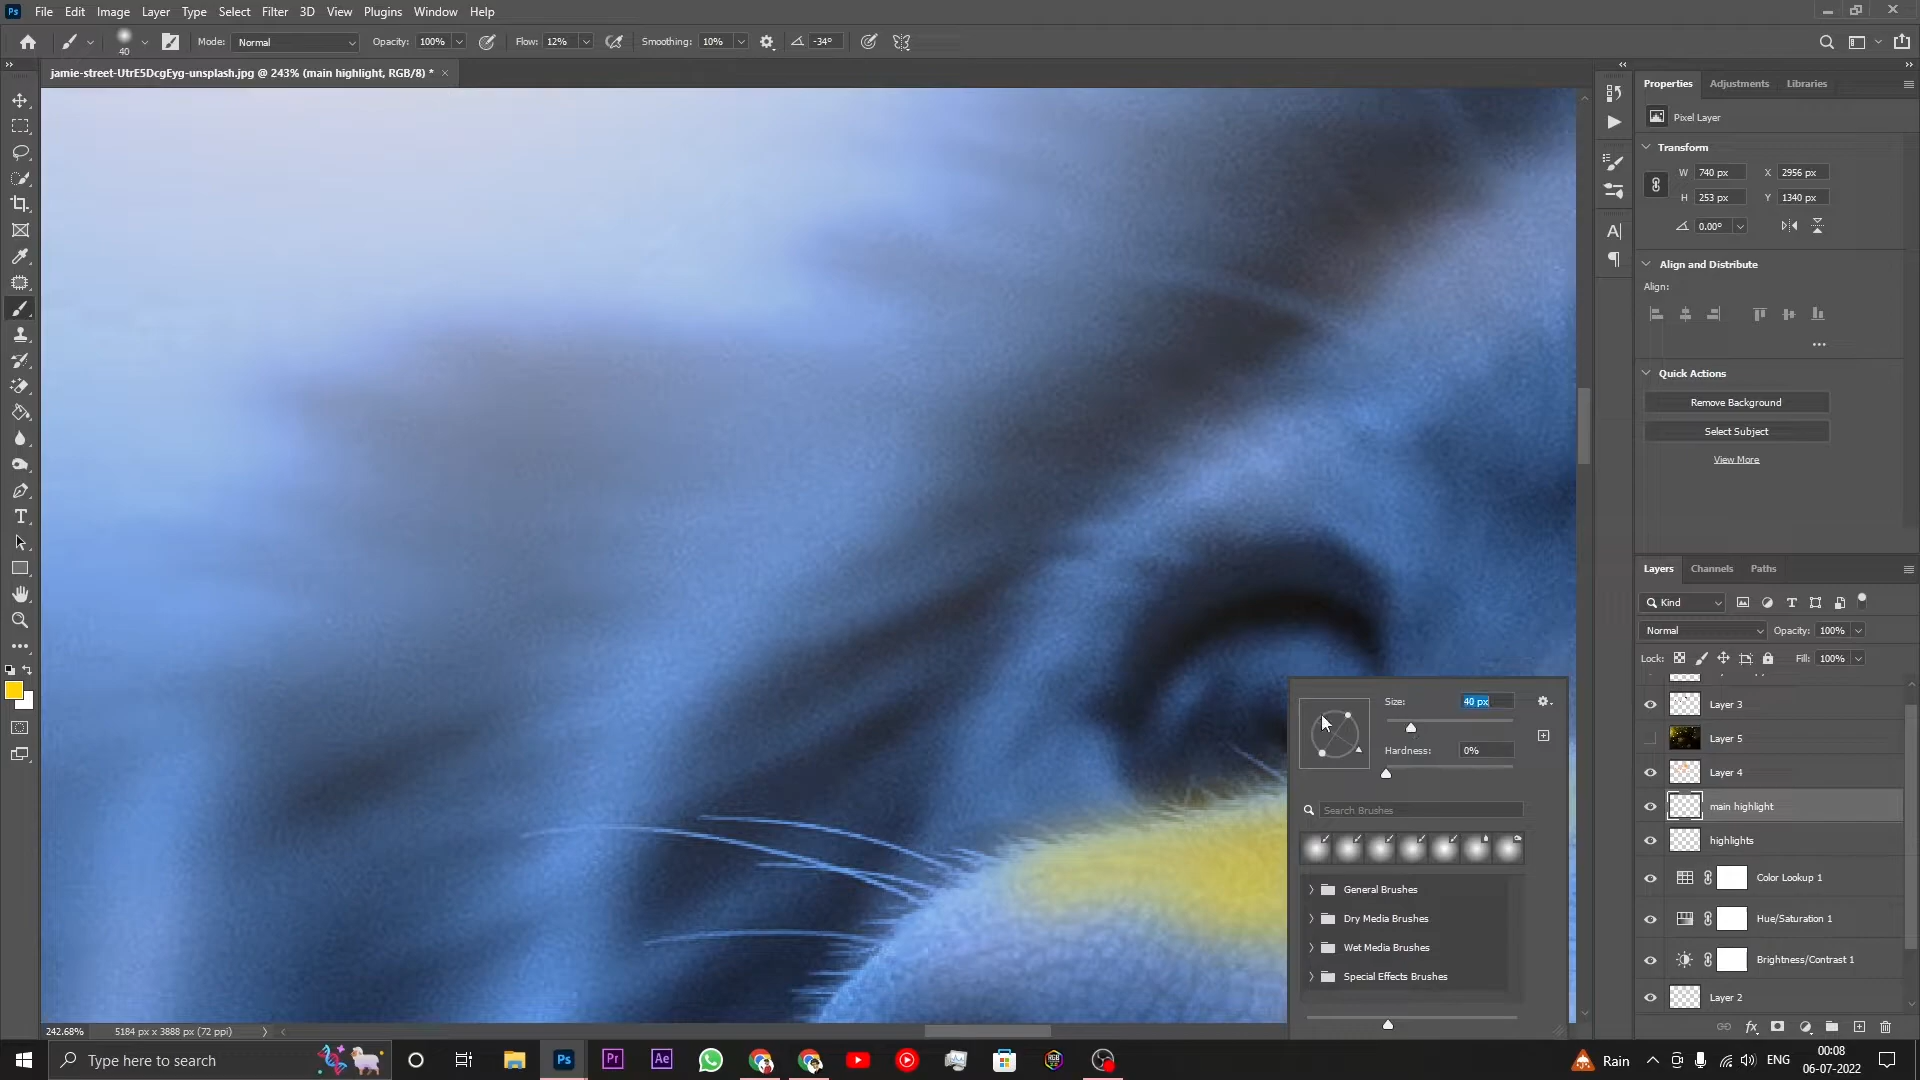 File Edit Image Layer Type Select Filter 3D View Plugins Window Help
40 Mode: Normal Opacity: 100% Flow: 12% Smoothing: 10% -34°
jamie-street-UtrE5DcgEyg-unsplash.jpg @ 243% (main highlight, RGB/8) *
Properties Adjustments Libraries
Pixel Layer
Transform
W 740 px X 2956 px
H 253 px Y 1340 px
0.00°
Align and Distribute
Align:
Quick Actions
Remove Background
Select Subject
View More
Layers Channels Paths
Kind
Normal Opacity: 100%
Lock: Fill: 100%
Layer 3
Layer 5
Layer 4
main highlight
highlights
Color Lookup 1
Hue/Saturation 1
Brightness/Contrast 1
Layer 2
Size: 40 px
Hardness: 0%
Search Brushes
General Brushes
Dry Media Brushes
Wet Media Brushes
Special Effects Brushes
242.68% 5184 px x 3888 px (72 ppi)
Type here to search
Rain ENG
00:08
06-07-2022